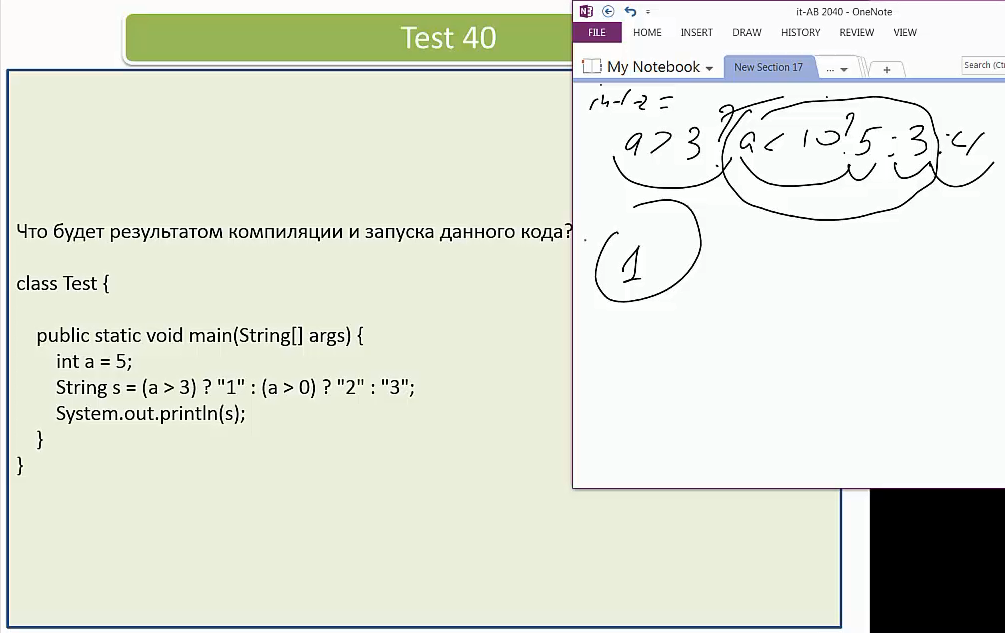 Test 40
it-AB 2040 - OneNote
FILE HOME INSERT DRAW HISTORY REVIEW VIEW
My Notebook
New Section 17
...
+
Search (Ct
a > 3 ? a < 10 ? 5 : 3 : 4
1
Что будет результатом компиляции и запуска данного кода?
class Test {
public static void main(String[] args) {
int a = 5;
String s = (a > 3) ? "1" : (a > 0) ? "2" : "3";
System.out.println(s);
}
}